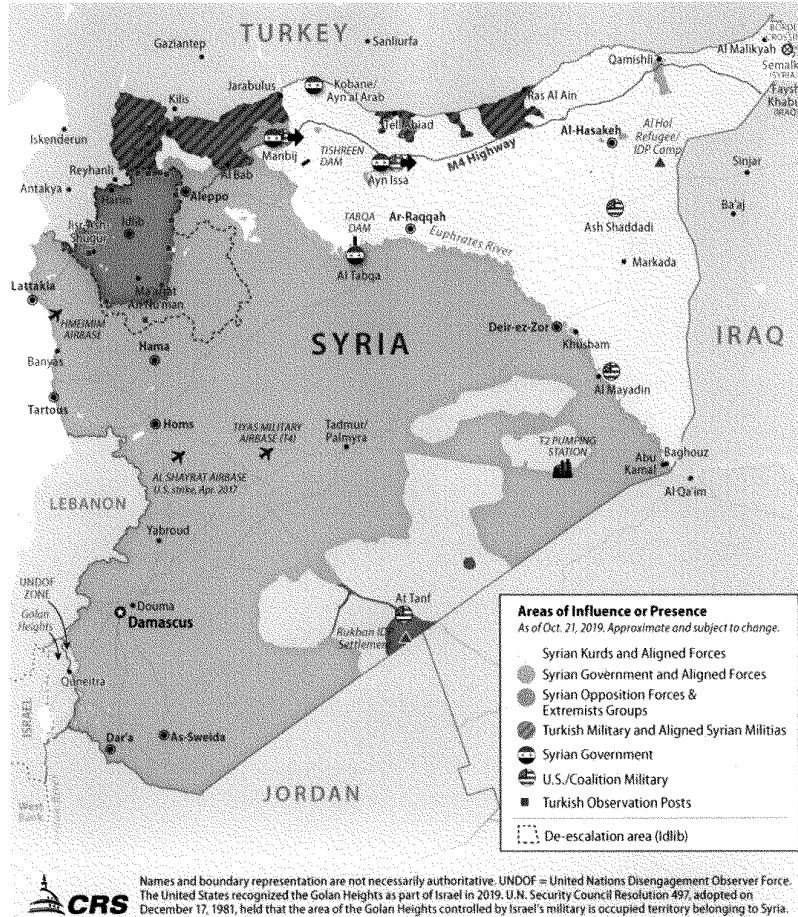 TURKEY
Gaziantep
Sanliurfa
Al Malikyah
Qamishli
Jarabulus
Kobane/
Ayn al Arab
Kilis
Ras Al Ain
Tell Abiad
Iskenderun
Manbij
TISHREEN
DAM
M4 Highway
Al-Hasakeh
Al Hol
Refugee/
IDP Camp
Sinjar
Reyhanli
Al Bab
Ayn Issa
Antakya
Harim
Aleppo
Ba'aj
TABQA
DAM
Ar-Raqqah
Euphrates River
Ash Shaddadi
Idlib
Jisr Ash
Shugur
Al Tabqa
Markada
Lattakia
Ma'arrat
An Nu'man
HMEIMIM
AIRBASE
SYRIA
Deir-ez-Zor
Khusham
IRAQ
Hama
Banyas
Al Mayadin
Tartous
Homs
TIYAS MILITARY
AIRBASE (T4)
Tadmur/
Palmyra
T2 PUMPING
STATION
Abu
Kamal
Baghouz
AL SHAYRAT AIRBASE
U.S. strike, Apr. 2017
Al Qa'im
LEBANON
Yabroud
UNDOF
ZONE
Golan
Heights
Douma
Damascus
At Tanf
Rukban IDP
Settlement
Quneitra
ISRAEL
Dar'a
As-Sweida
West
Bank
JORDAN
Areas of Influence or Presence
As of Oct. 21, 2019. Approximate and subject to change.
Syrian Kurds and Aligned Forces
Syrian Government and Aligned Forces
Syrian Opposition Forces &
Extremists Groups
Turkish Military and Aligned Syrian Militias
Syrian Government
U.S./Coalition Military
Turkish Observation Posts
De-escalation area (Idlib)
CRS
Names and boundary representation are not necessarily authoritative. UNDOF = United Nations Disengagement Observer Force.
The United States recognized the Golan Heights as part of Israel in 2019. U.N. Security Council Resolution 497, adopted on
December 17, 1981, held that the area of the Golan Heights controlled by Israel's military is occupied territory belonging to Syria.